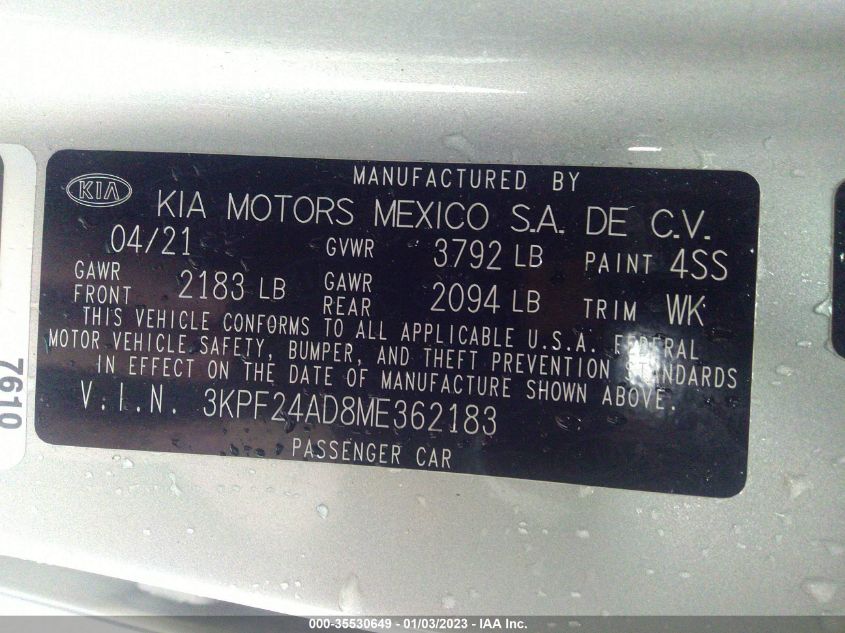 MANUFACTURED BY
KIA KIA MOTORS MEXICO S.A. DE C.V.
04/21 GVWR 3792 LB PAINT 4SS
GAWR FRONT 2183 LB GAWR REAR 2094 LB TRIM WK
THIS VEHICLE CONFORMS TO ALL APPLICABLE U.S.A. FEDERAL
MOTOR VEHICLE SAFETY, BUMPER, AND THEFT PREVENTION STANDARDS
IN EFFECT ON THE DATE OF MANUFACTURE SHOWN ABOVE.
V.I.N. 3KPF24AD8ME362183
PASSENGER CAR
7610
000-35530649 - 01/03/2023 - IAA Inc.